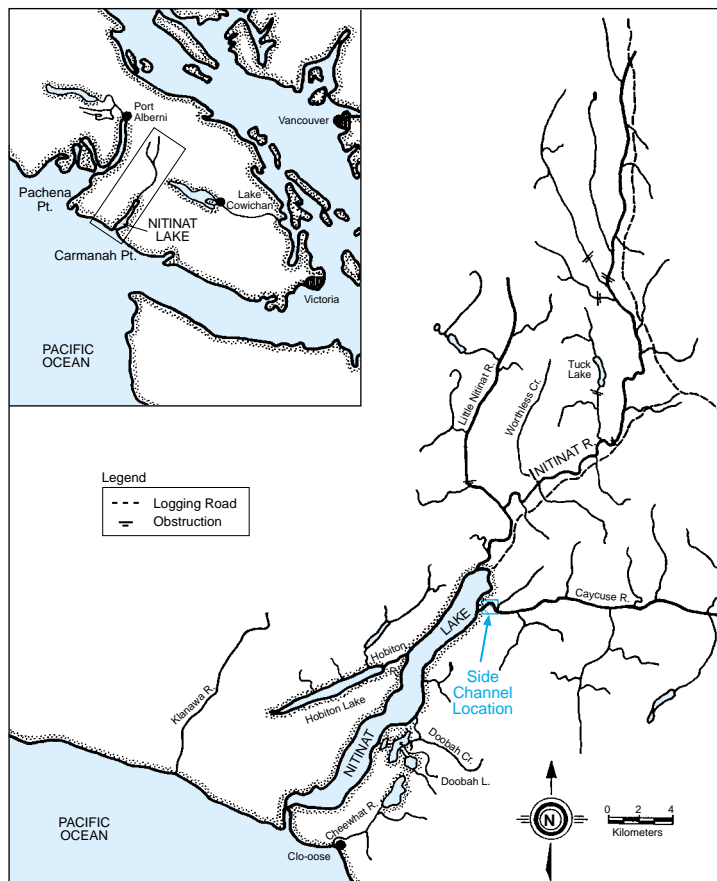 Port
Alberni
Vancouver
Pachena
Pt.
Lake
Cowichan
NITINAT
LAKE
Carmanah Pt.
Victoria
PACIFIC
OCEAN
Tuck
Lake
Little Nitinat R.
Worthless Cr.
NITINAT R.
Legend
Logging Road
Obstruction
Caycuse R.
LAKE
Hobiton
R.
Side
Channel
Location
Klanawa R.
Hobiton Lake
NITINAT
Doobah Cr.
Doobah L.
Cheewhat R.
PACIFIC
OCEAN
Clo-oose
N
0 2 4
Kilometers